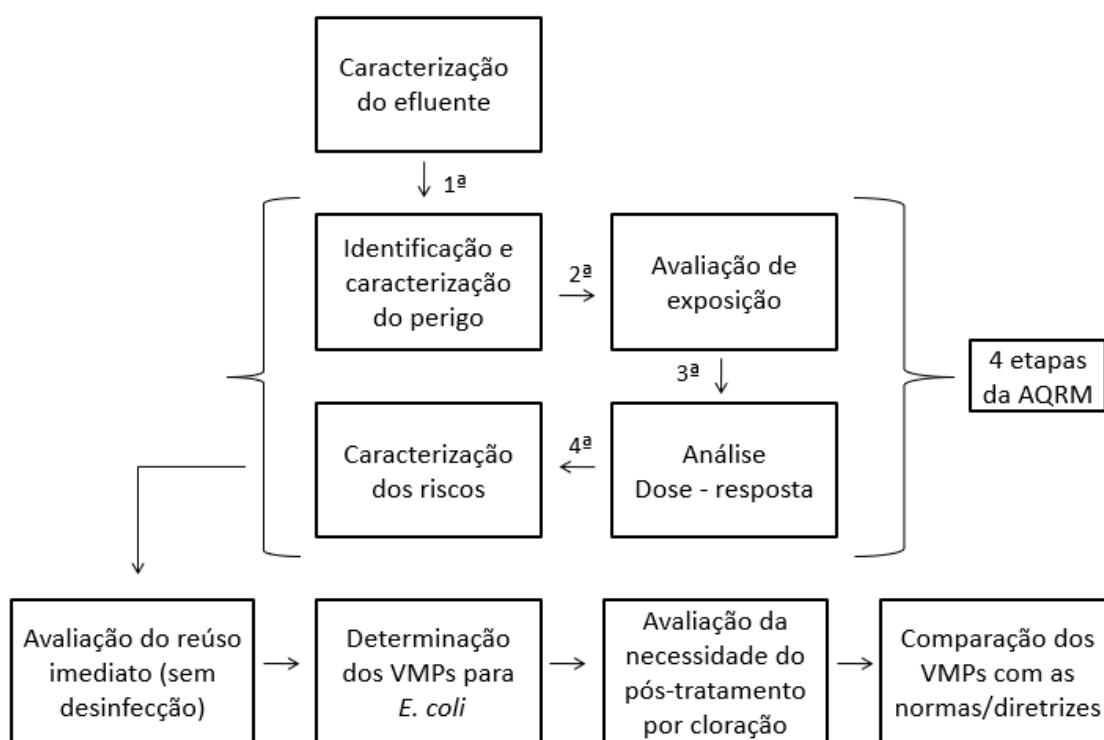 Caracterização
do efluente
1ª
Identificação e
caracterização
do perigo
2ª
Avaliação de
exposição
3ª
4 etapas
da AQRM
Análise
Dose - resposta
4ª
Caracterização
dos riscos
Avaliação do reúso
imediato (sem
desinfecção)
Determinação
dos VMPs para
E. coli
Avaliação da
necessidade do
pós-tratamento
por cloração
Comparação dos
VMPs com as
normas/diretrizes